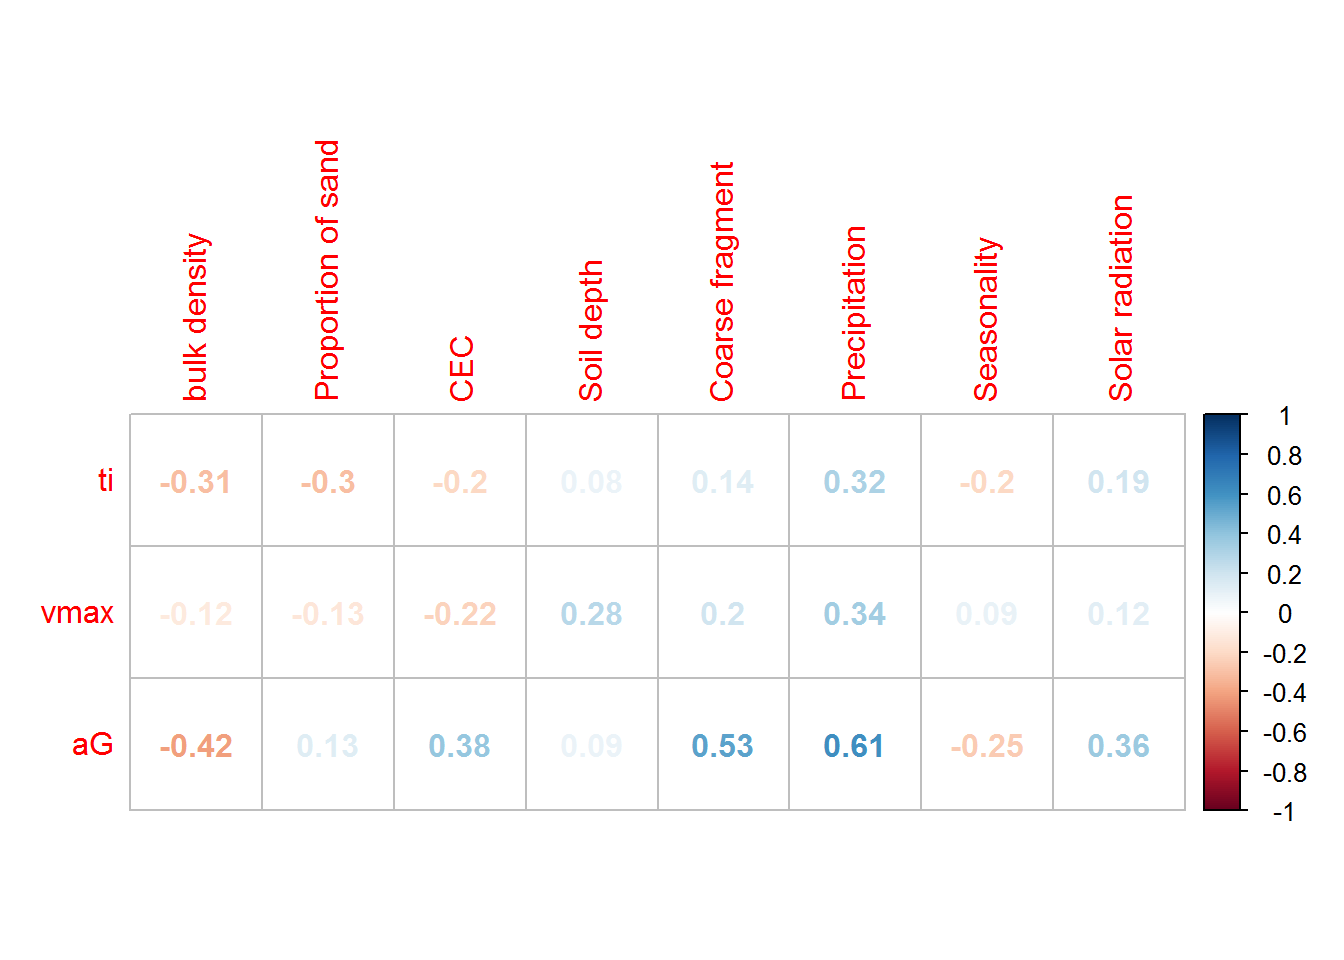 bulk density
Proportion of sand
CEC
Soil depth
Coarse fragment
Precipitation
Seasonality
Solar radiation
ti -0.31 -0.3 -0.2 0.08 0.14 0.32 -0.2 0.19
vmax -0.12 -0.13 -0.22 0.28 0.2 0.34 0.09 0.12
aG -0.42 0.13 0.38 0.09 0.53 0.61 -0.25 0.36
1
0.8
0.6
0.4
0.2
0
-0.2
-0.4
-0.6
-0.8
-1